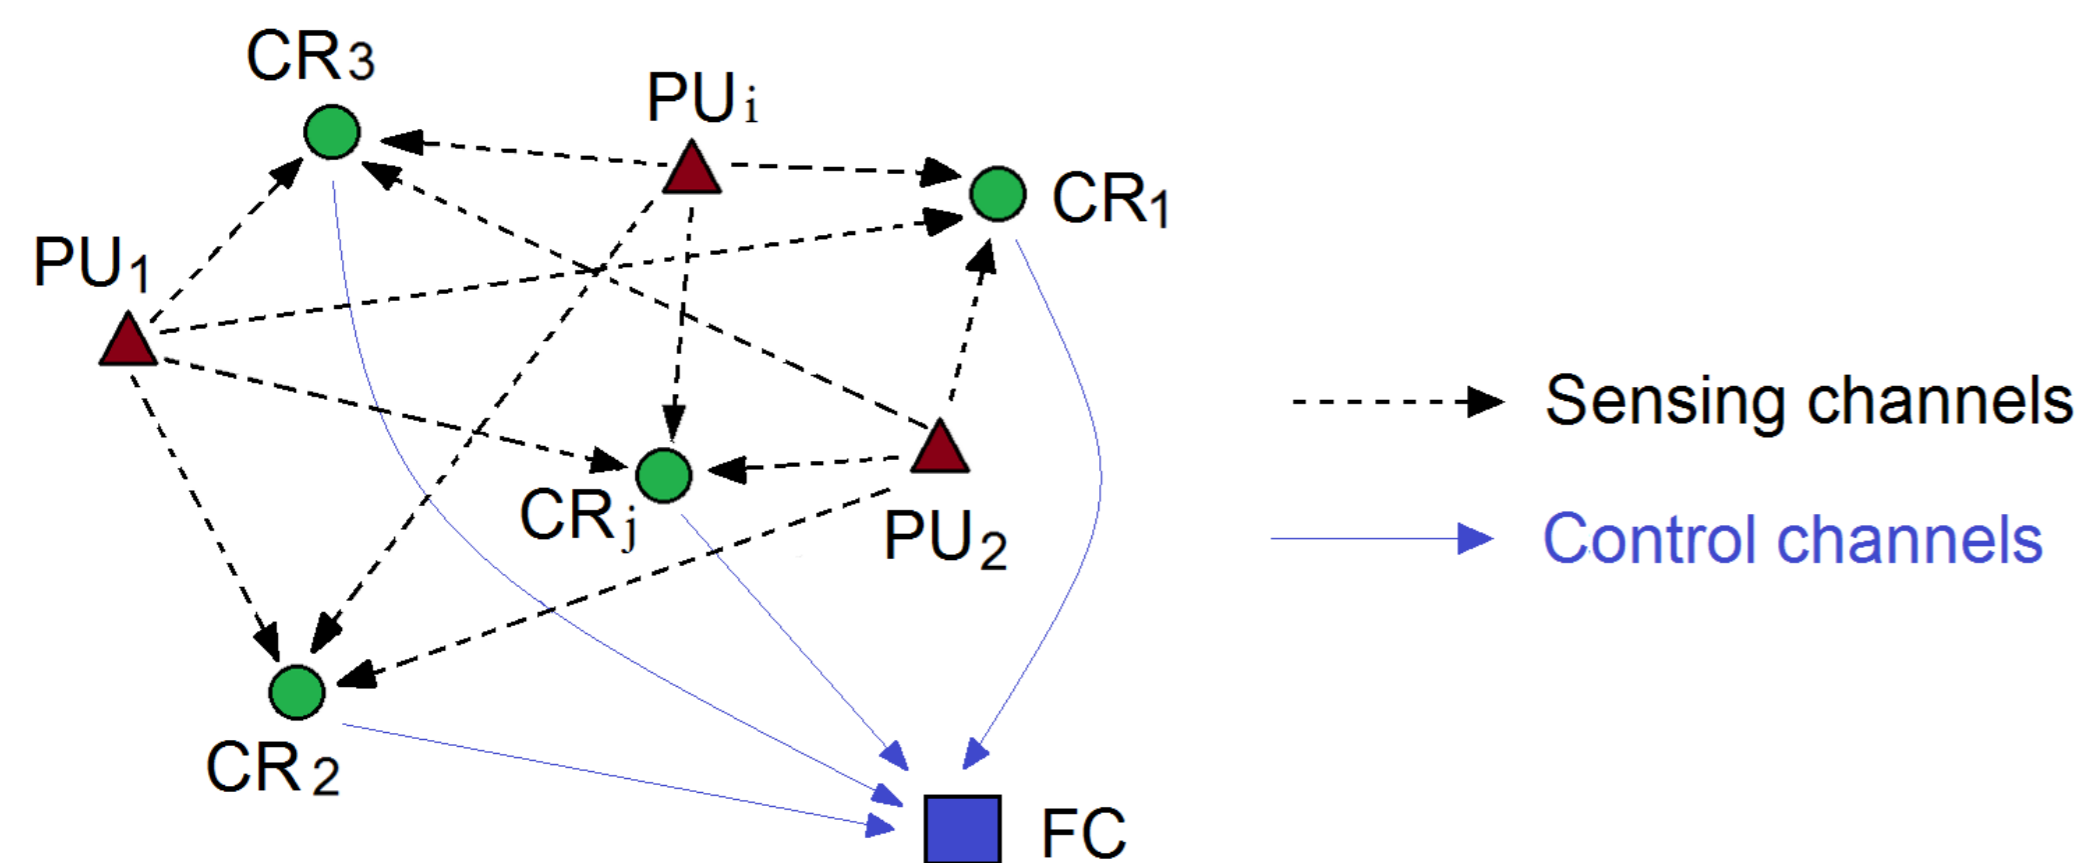 CR3
PUi
CR1
PU1
Sensing channels
CRj
PU2
Control channels
CR2
FC